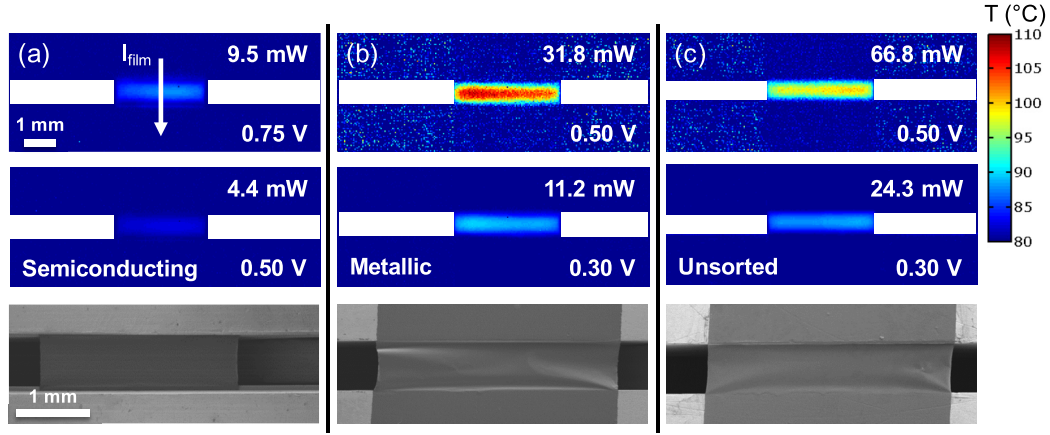 T (°C)
(a)
I_film
9.5 mW
1 mm
0.75 V
4.4 mW
Semiconducting
0.50 V
1 mm
(b)
31.8 mW
0.50 V
11.2 mW
Metallic
0.30 V
(c)
66.8 mW
0.50 V
24.3 mW
Unsorted
0.30 V
110
105
100
95
90
85
80